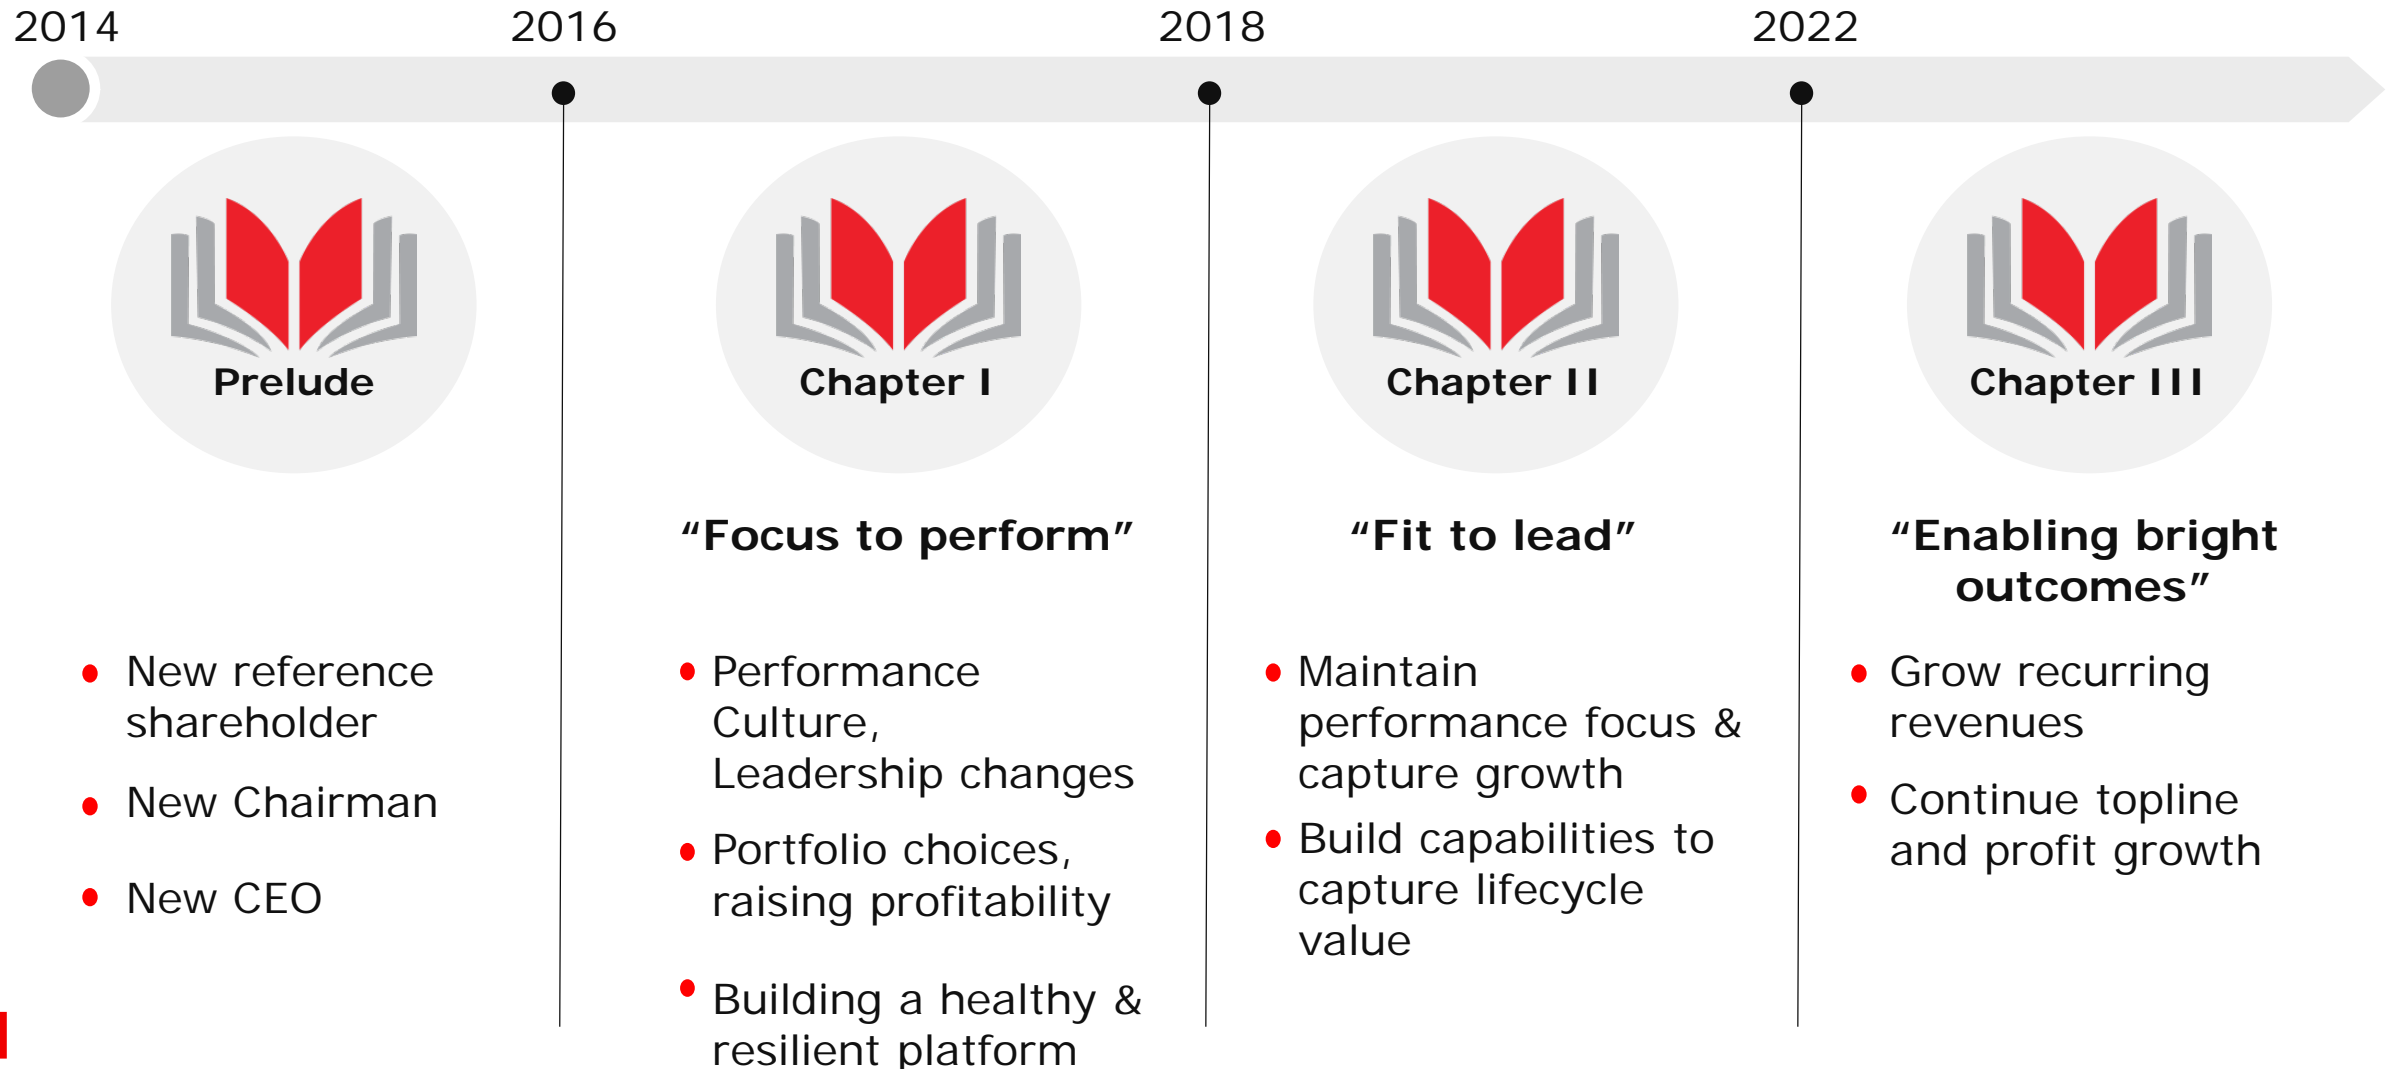 2014
2016
2018
2022
Prelude
New reference
shareholder
New Chairman
New CEO
Chapter I
“Focus to perform”
Performance
Culture,
Leadership changes
Portfolio choices,
raising profitability
Building a healthy &
resilient platform
Chapter II
“Fit to lead”
Maintain
performance focus &
capture growth
Build capabilities to
capture lifecycle
value
Chapter III
“Enabling bright
outcomes”
Grow recurring
revenues
Continue topline
and profit growth